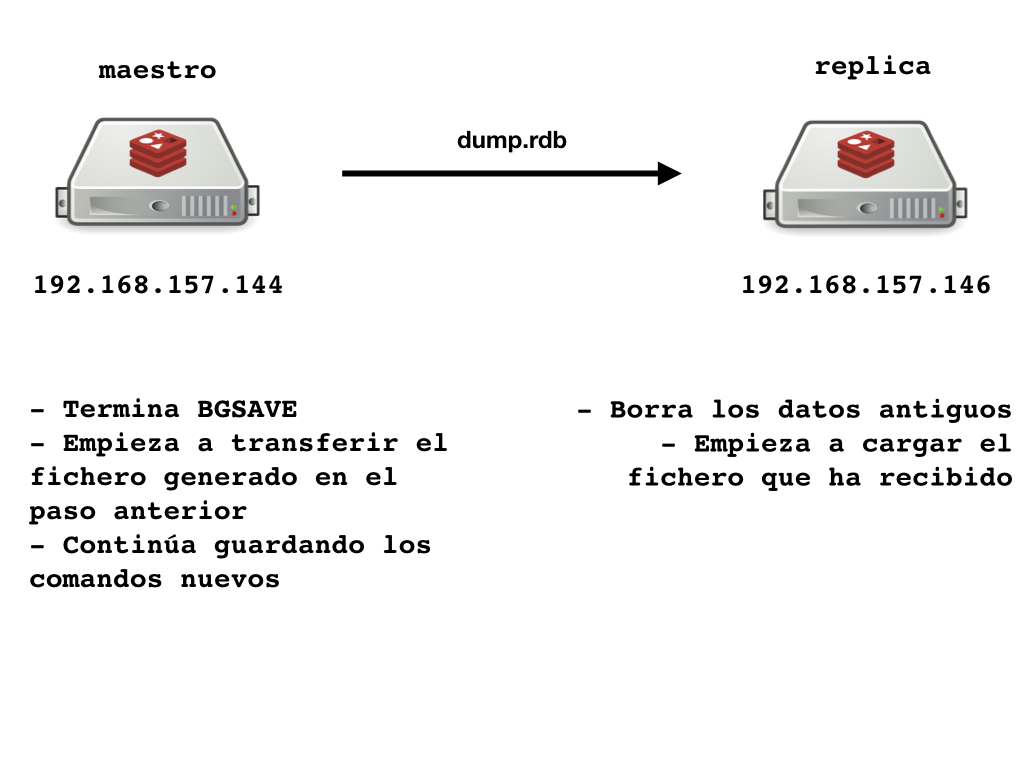 maestro
replica
dump.rdb
192.168.157.144
192.168.157.146
- Termina BGSAVE
- Empieza a transferir el
fichero generado en el
paso anterior
- Continúa guardando los
comandos nuevos
- Borra los datos antiguos
- Empieza a cargar el
fichero que ha recibido